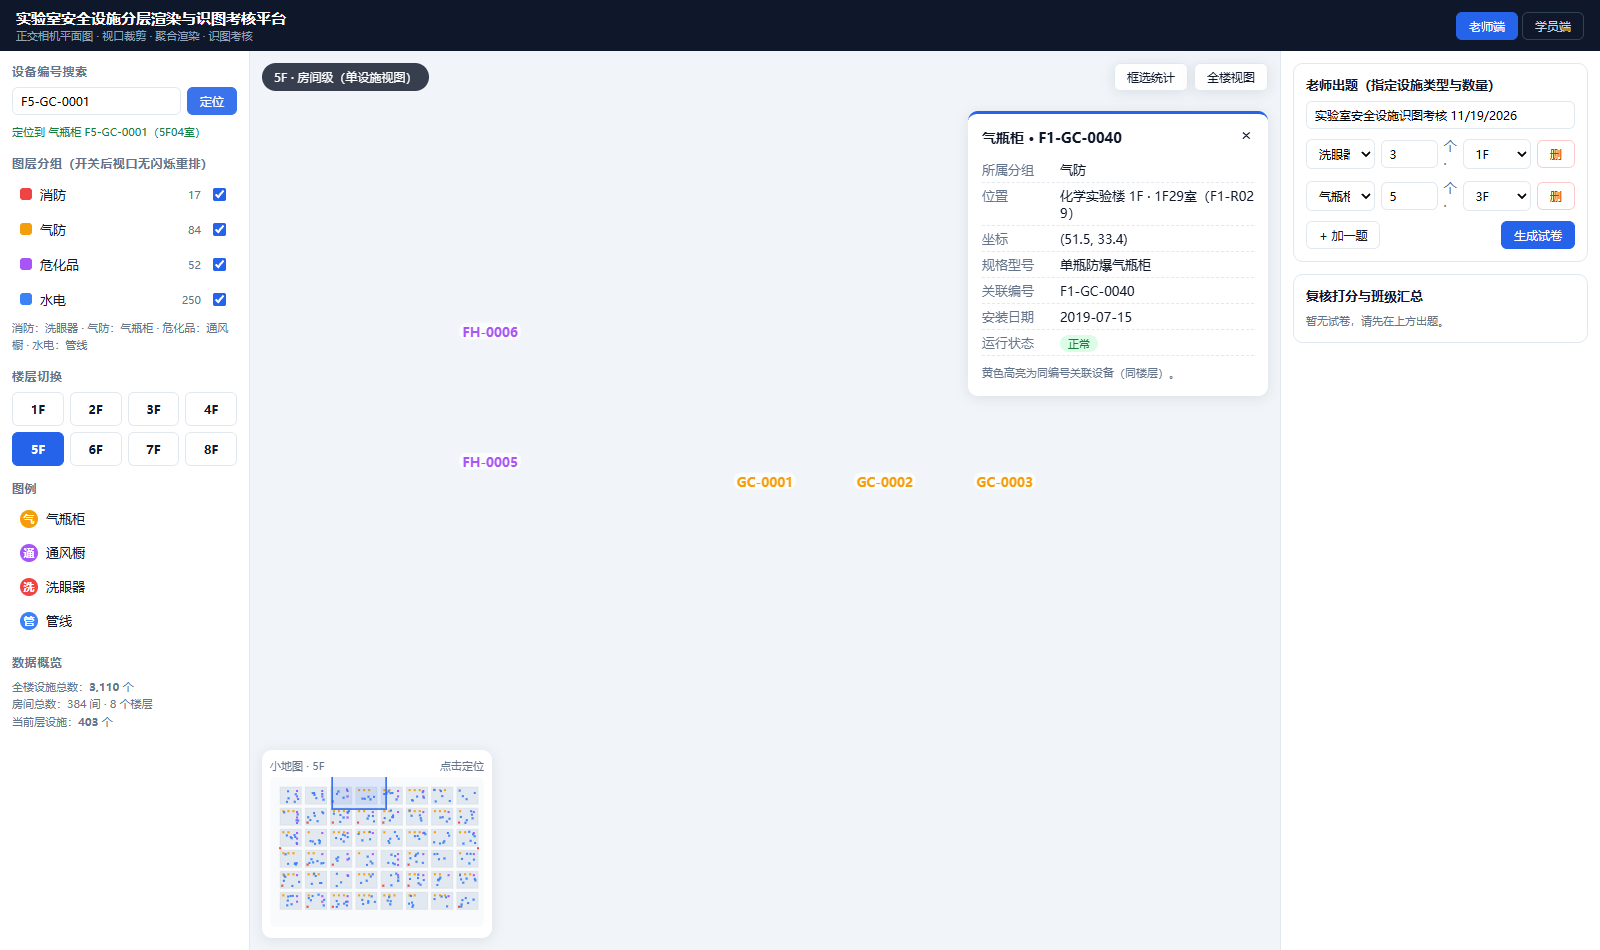 实验室安全设施分层渲染与识图考核平台
正交相机平面图 · 视口裁剪 · 聚合渲染 · 识图考核
老师端
学员端
设备编号搜索
F5-GC-0001
定位
定位到 气瓶柜 F5-GC-0001（5F04室）
图层分组（开关后视口无闪烁重排）
消防 17
气防 84
危化品 52
水电 250
消防：洗眼器 · 气防：气瓶柜 · 危化品：通风
橱 · 水电：管线
楼层切换
1F 2F 3F 4F
5F 6F 7F 8F
图例
气 气瓶柜
通 通风橱
洗 洗眼器
管 管线
数据概览
全楼设施总数：3,110 个
房间总数：384 间 · 8 个楼层
当前层设施：403 个
5F · 房间级（单设施视图）
框选统计
全楼视图
FH-0006
FH-0005
GC-0001
GC-0002
GC-0003
气瓶柜 • F1-GC-0040 ×
所属分组 气防
位置 化学实验楼 1F · 1F29室（F1-R02
9）
坐标 (51.5, 33.4)
规格型号 单瓶防爆气瓶柜
关联编号 F1-GC-0040
安装日期 2019-07-15
运行状态 正常
黄色高亮为同编号关联设备（同楼层）。
小地图 · 5F
点击定位
老师出题（指定设施类型与数量）
实验室安全设施识图考核 11/19/2026
洗眼器 3 个 · 1F 删
气瓶柜 5 个 · 3F 删
+ 加一题
生成试卷
复核打分与班级汇总
暂无试卷，请先在上方出题。